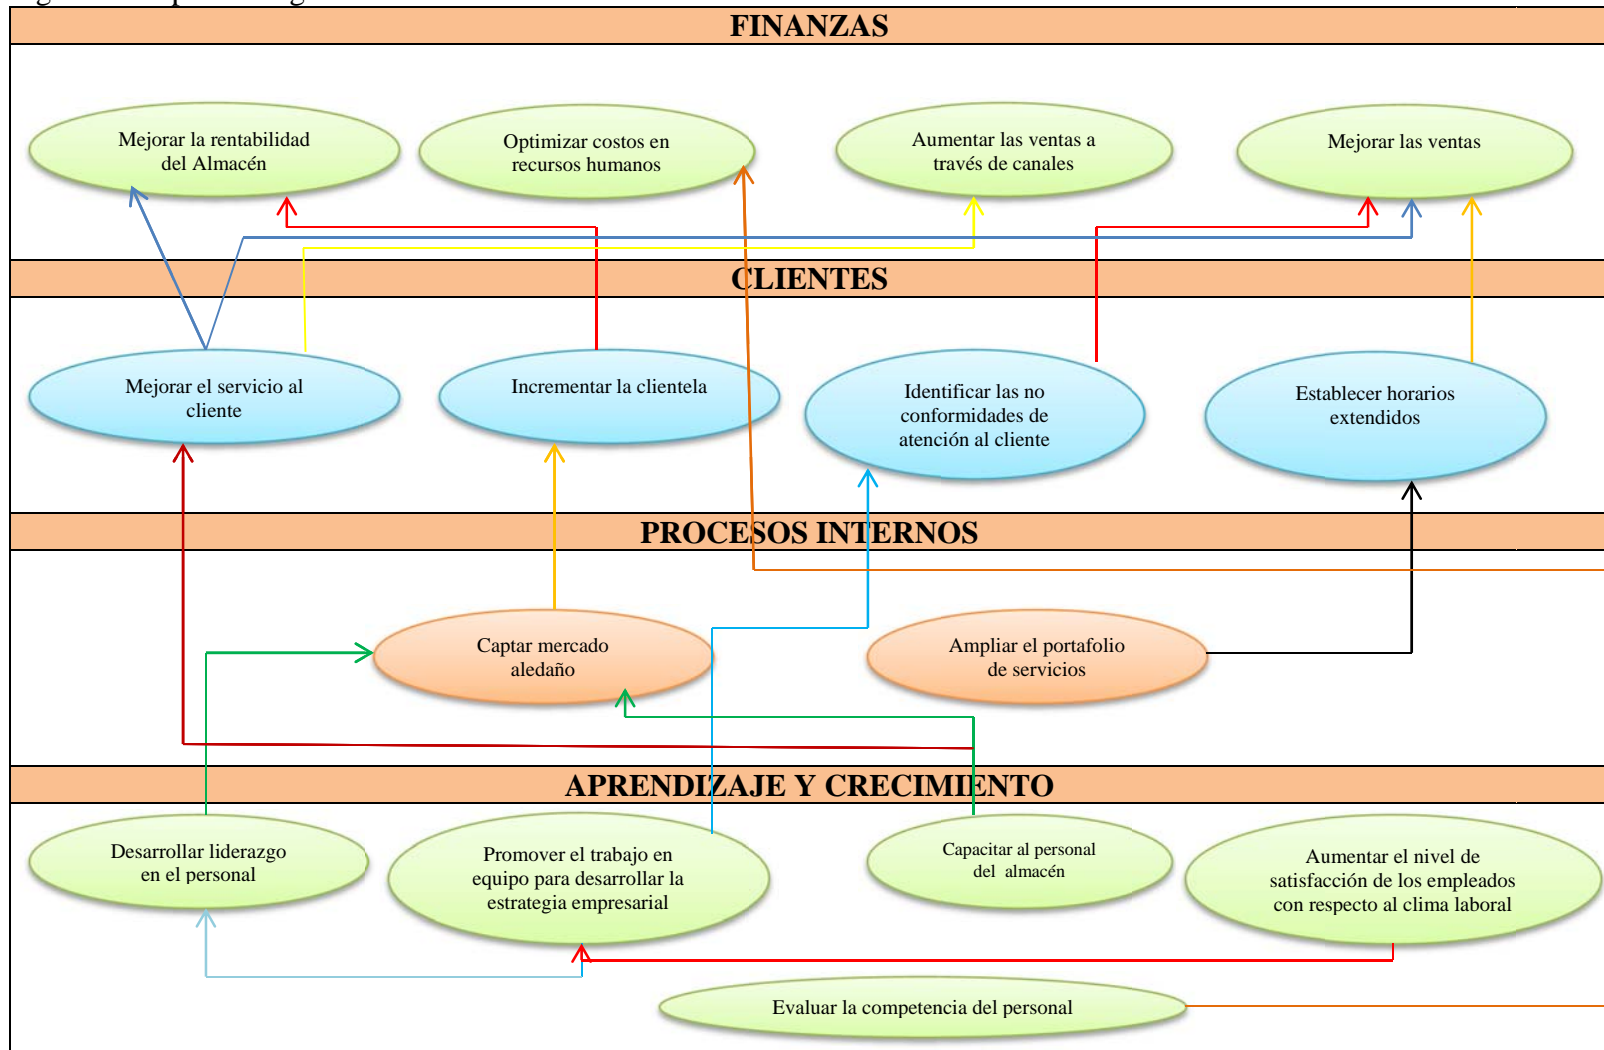 FINANZAS
Mejorar la rentabilidad
del Almacén
Optimizar costos en
recursos humanos
Aumentar las ventas a
través de canales
Mejorar las ventas
CLIENTES
Mejorar el servicio al
cliente
Incrementar la clientela
Identificar las no
conformidades de
atención al cliente
Establecer horarios
extendidos
PROCESOS INTERNOS
Captar mercado
aledaño
Ampliar el portafolio
de servicios
APRENDIZAJE Y CRECIMIENTO
Desarrollar liderazgo
en el personal
Promover el trabajo en
equipo para desarrollar la
estrategia empresarial
Capacitar al personal
del almacén
Aumentar el nivel de
satisfacción de los empleados
con respecto al clima laboral
Evaluar la competencia del personal